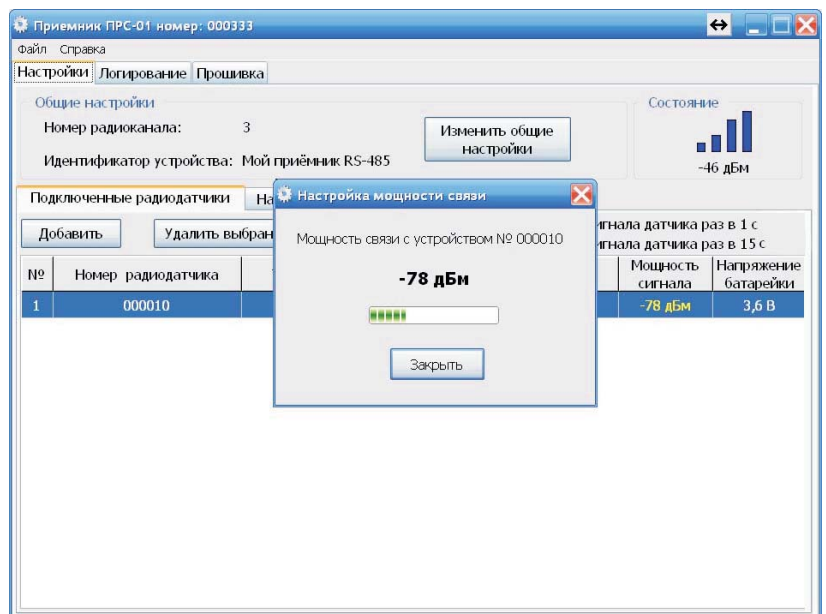 Приемник ПРС-01 номер: 000333
Файл Справка
Настройки Логирование Прошивка
Общие настройки
Номер радиоканала: 3
Идентификатор устройства: Мой приёмник RS-485
Изменить общие
настройки
Состояние
-46 дБм
Подключенные радиодатчики
Добавить
Удалить
датчика раз в 1 с
датчика раз в 15 с
№ Номер радиодатчика
Мощность
сигнала
Напряжение
батарейки
1 000010 -78 дБм 3,6 В
Настройка мощности связи
Мощность связи с устройством № 000010
-78 дБм
Закрыть